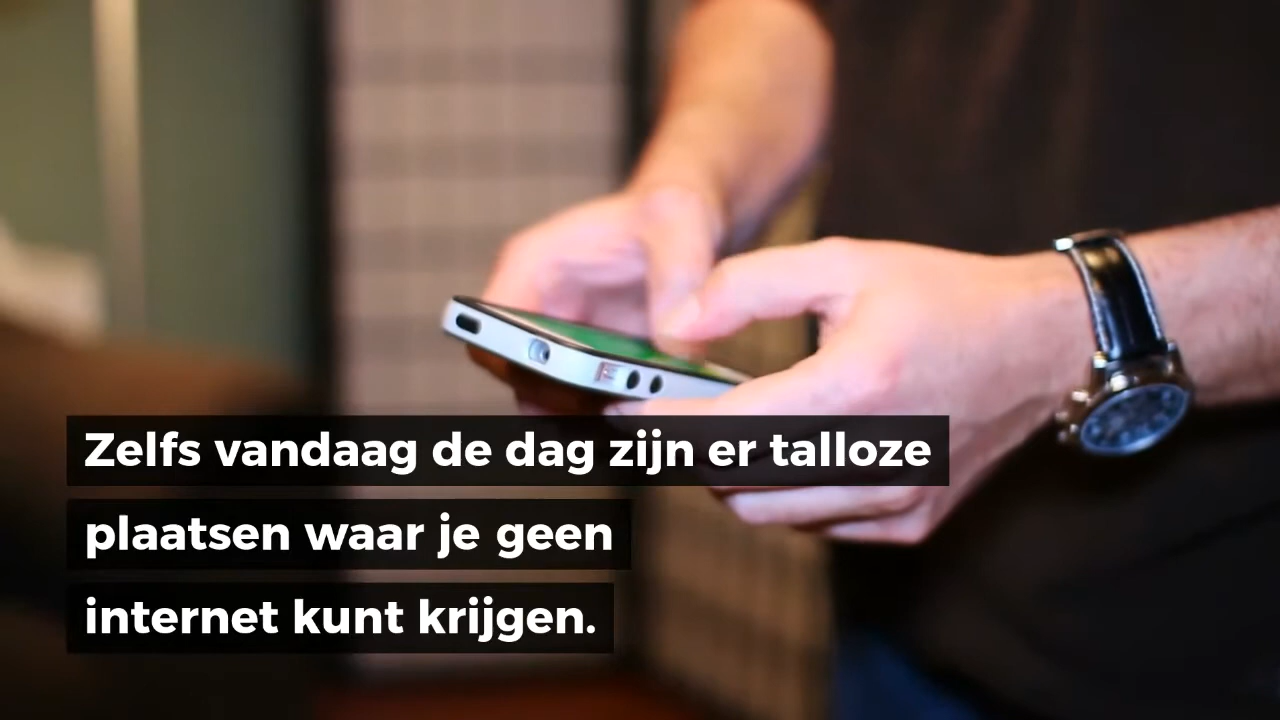 Zelfs vandaag de dag zijn er talloze
plaatsen waar je geen
internet kunt krijgen.